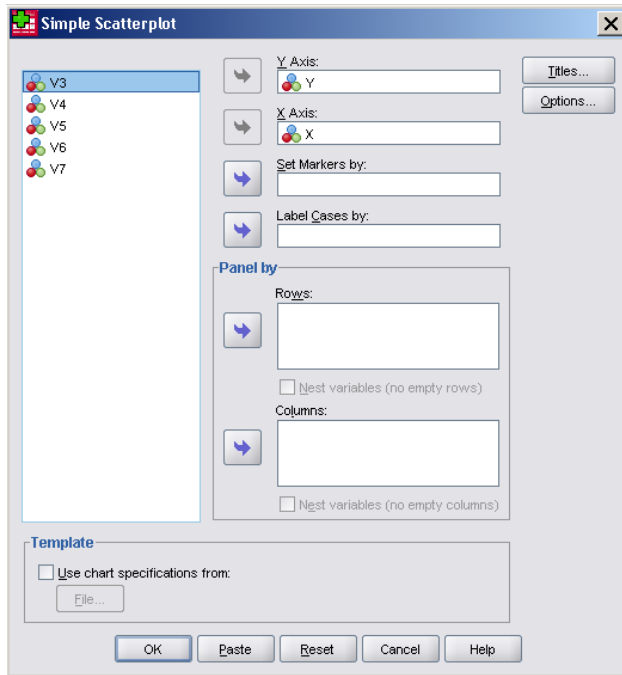 Simple Scatterplot
V3
V4
V5
V6
V7
Y Axis:
Y
X Axis:
X
Set Markers by:
Label Cases by:
Titles...
Options...
Panel by
Rows:
Nest variables (no empty rows)
Columns:
Nest variables (no empty columns)
Template
Use chart specifications from:
File...
OK Paste Reset Cancel Help